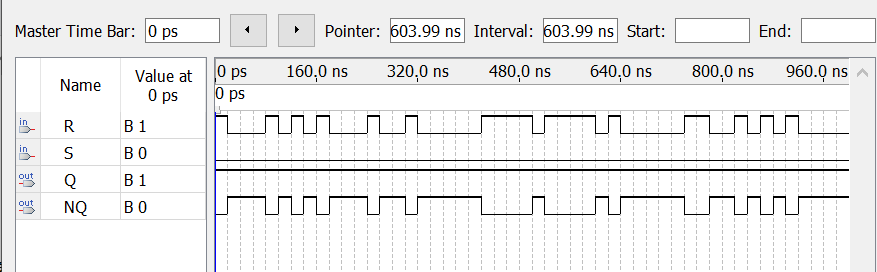 Master Time Bar: 0 ps Pointer: 603.99 ns Interval: 603.99 ns Start: End:
Name Value at 0 ps 0 ps 160.0 ns 320.0 ns 480.0 ns 640.0 ns 800.0 ns 960.0 ns
0 ps
in R B 1
in S B 0
out Q B 1
out NQ B 0